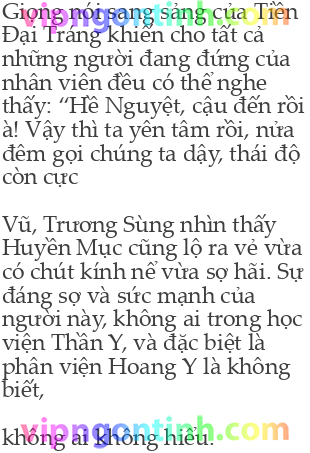 Giọng nói sang sảng của Tiền
Đại Tráng khiến cho tất cả
những người đang đứng của
nhân viên đều có thể nghe
thấy: “Hề Nguyệt, cậu đến rồi
à! Vậy thì ta yên tâm rồi, nửa
đêm gọi chúng ta dậy, thái độ
còn cực
Vũ, Trương Sùng nhìn thấy
Huyền Mục cũng lộ ra vẻ vừa
có chút kính nể vừa sợ hãi. Sự
đáng sợ và sức mạnh của
người này, không ai trong học
viện Thần Y, và đặc biệt là
phân viện Hoang Y là không
biết,
không ai không hiểu.
vipngontinh.com
vipngontinh.com